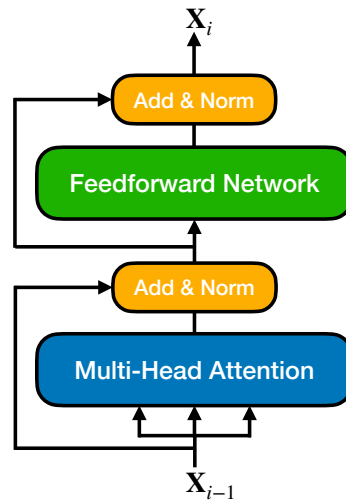 X_i
Add & Norm
Feedforward Network
Add & Norm
Multi-Head Attention
X_{i−1}